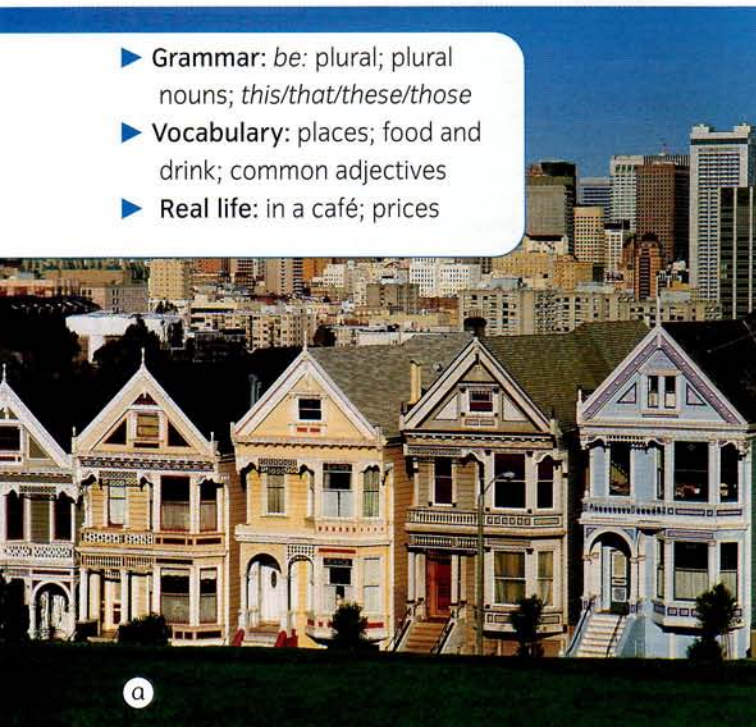 ▶ Grammar: be: plural; plural
nouns; this/that/these/those
▶ Vocabulary: places; food and
drink; common adjectives
▶ Real life: in a café; prices
a